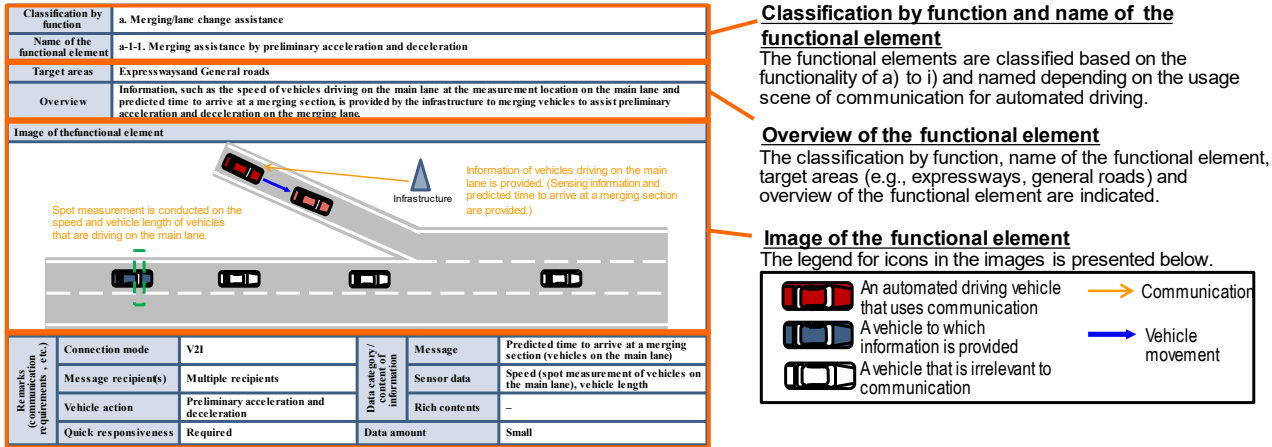 Classification by
function
a. Merging/lane change assistance
Name of the
functional element
a-1-1. Merging assistance by preliminary acceleration and deceleration
Target areas
Expresswaysand General roads
Overview
Information, such as the speed of vehicles driving on the main lane at the measurement location on the main lane and
predicted time to arrive at a merging section, is provided by the infrastructure to merging vehicles to assist preliminary
acceleration and deceleration on the merging lane.
Image of thefunctional element
Information of vehicles driving on the main
lane is provided. (Sensing information and
predicted time to arrive at a merging section
are provided.)
Infrastructure
Spot measurement is conducted on the
speed and vehicle length of vehicles
that are driving on the main lane.
Remarks
(communication
requirements, etc.)
Connection mode
V2I
Message recipient(s)
Multiple recipients
Vehicle action
Preliminary acceleration and
deceleration
Quick responsiveness
Required
Data category/
content of
information
Message
Predicted time to arrive at a merging
section (vehicles on the main lane)
Sensor data
Speed (spot measurement of vehicles on
the main lane), vehicle length
Rich contents
–
Data amount
Small
Classification by function and name of the
functional element
The functional elements are classified based on the
functionality of a) to i) and named depending on the usage
scene of communication for automated driving.
Overview of the functional element
The classification by function, name of the functional element,
target areas (e.g., expressways, general roads) and
overview of the functional element are indicated.
Image of the functional element
The legend for icons in the images is presented below.
An automated driving vehicle
that uses communication
A vehicle to which
information is provided
A vehicle that is irrelevant to
communication
Communication
Vehicle
movement